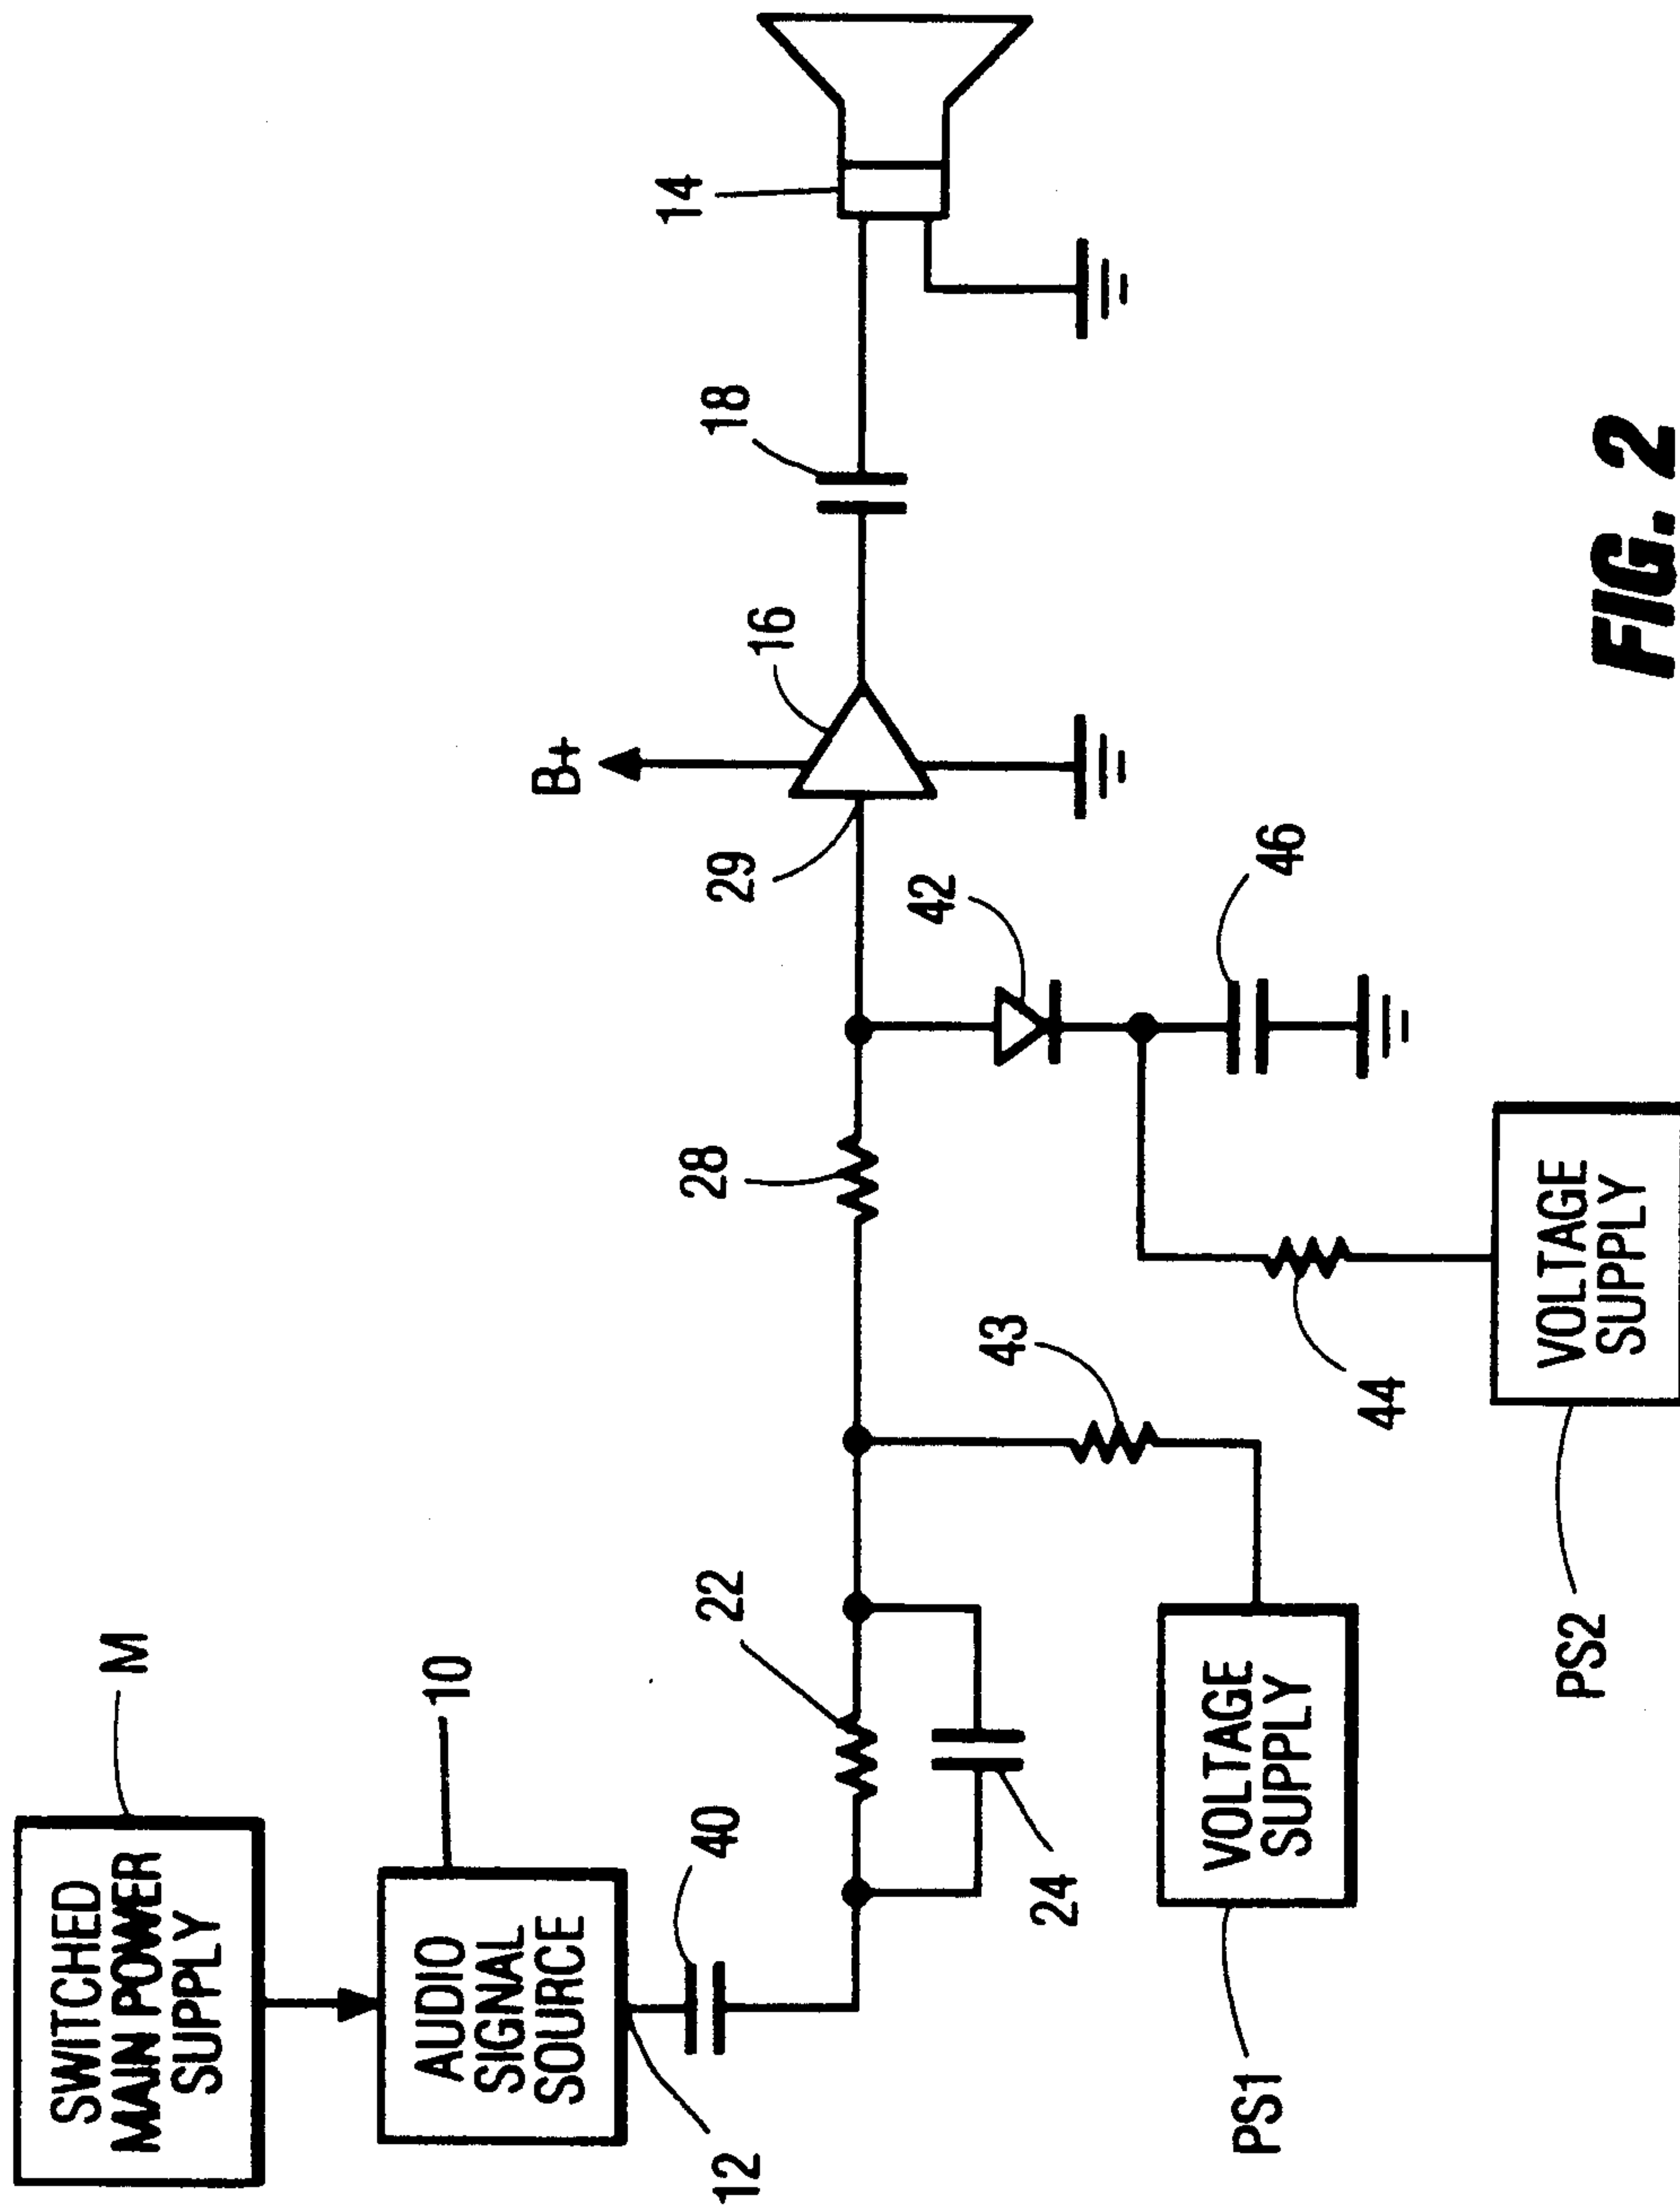 SWITCHED
MAIN POWER
SUPPLY
M
AUDIO
SIGNAL
SOURCE
10
12
40
22
24
VOLTAGE
SUPPLY
PS1
43
28
44
VOLTAGE
SUPPLY
PS2
42
46
29
B+
16
18
14
FIG. 2